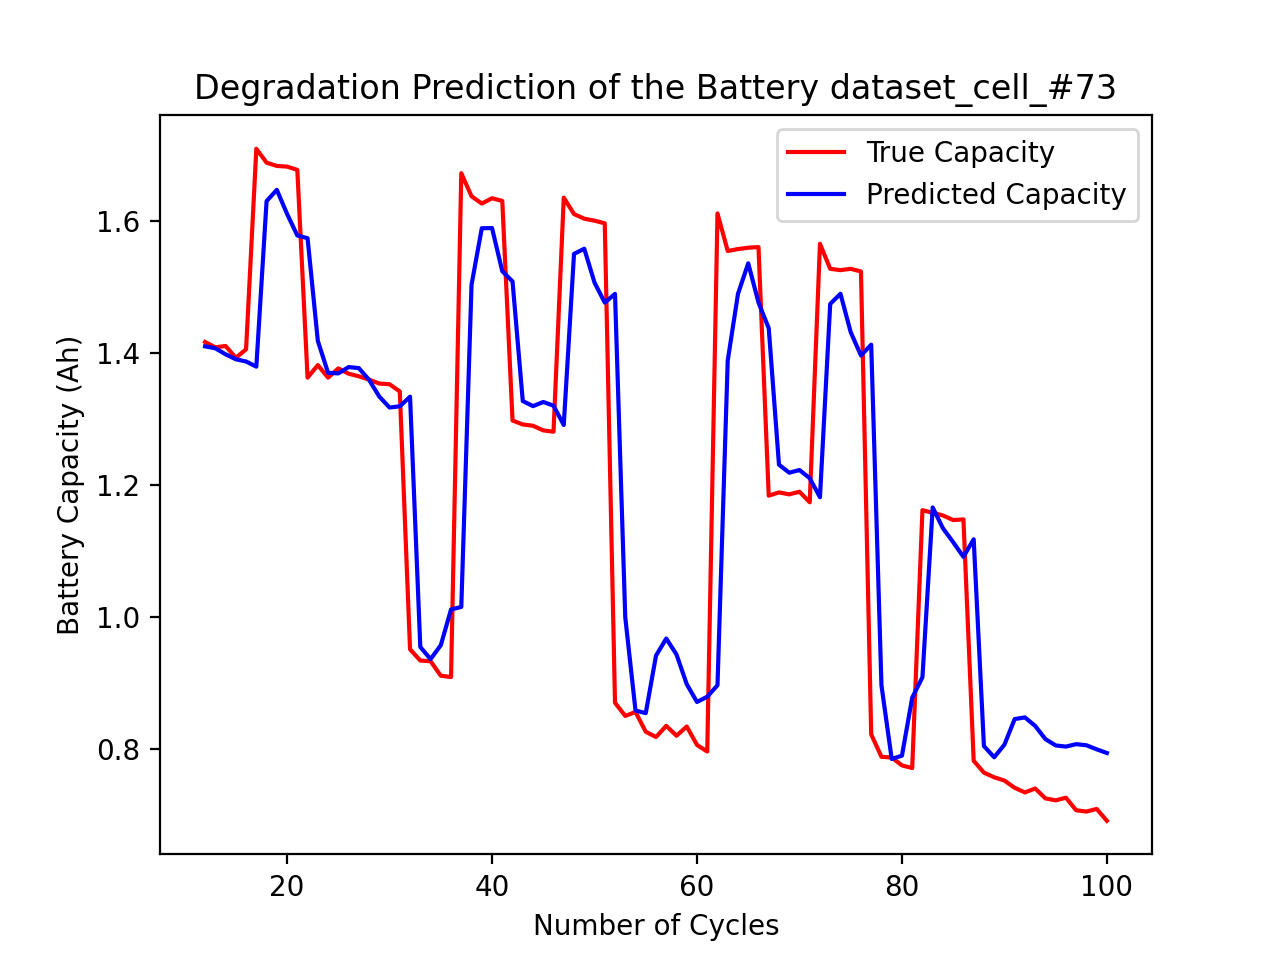 Degradation Prediction of the Battery dataset_cell_#73
True Capacity
Predicted Capacity
Battery Capacity (Ah)
1.6
1.4
1.2
1.0
0.8
20 40 60 80 100
Number of Cycles